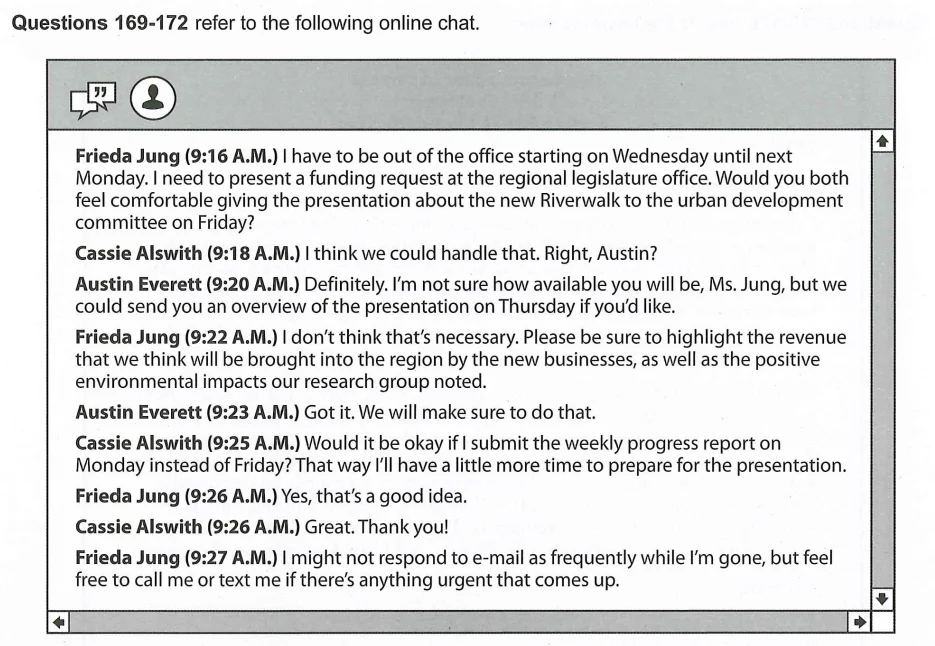 Questions 169-172 refer to the following online chat.
Frieda Jung (9:16 A.M.) I have to be out of the office starting on Wednesday until next
Monday. I need to present a funding request at the regional legislature office. Would you both
feel comfortable giving the presentation about the new Riverwalk to the urban development
committee on Friday?
Cassie Alswith (9:18 A.M.) I think we could handle that. Right, Austin?
Austin Everett (9:20 A.M.) Definitely. I'm not sure how available you will be, Ms. Jung, but we
could send you an overview of the presentation on Thursday if you'd like.
Frieda Jung (9:22 A.M.) I don't think that's necessary. Please be sure to highlight the revenue
that we think will be brought into the region by the new businesses, as well as the positive
environmental impacts our research group noted.
Austin Everett (9:23 A.M.) Got it. We will make sure to do that.
Cassie Alswith (9:25 A.M.) Would it be okay if I submit the weekly progress report on
Monday instead of Friday? That way I'll have a little more time to prepare for the presentation.
Frieda Jung (9:26 A.M.) Yes, that's a good idea.
Cassie Alswith (9:26 A.M.) Great. Thank you!
Frieda Jung (9:27 A.M.) I might not respond to e-mail as frequently while I'm gone, but feel
free to call me or text me if there's anything urgent that comes up.